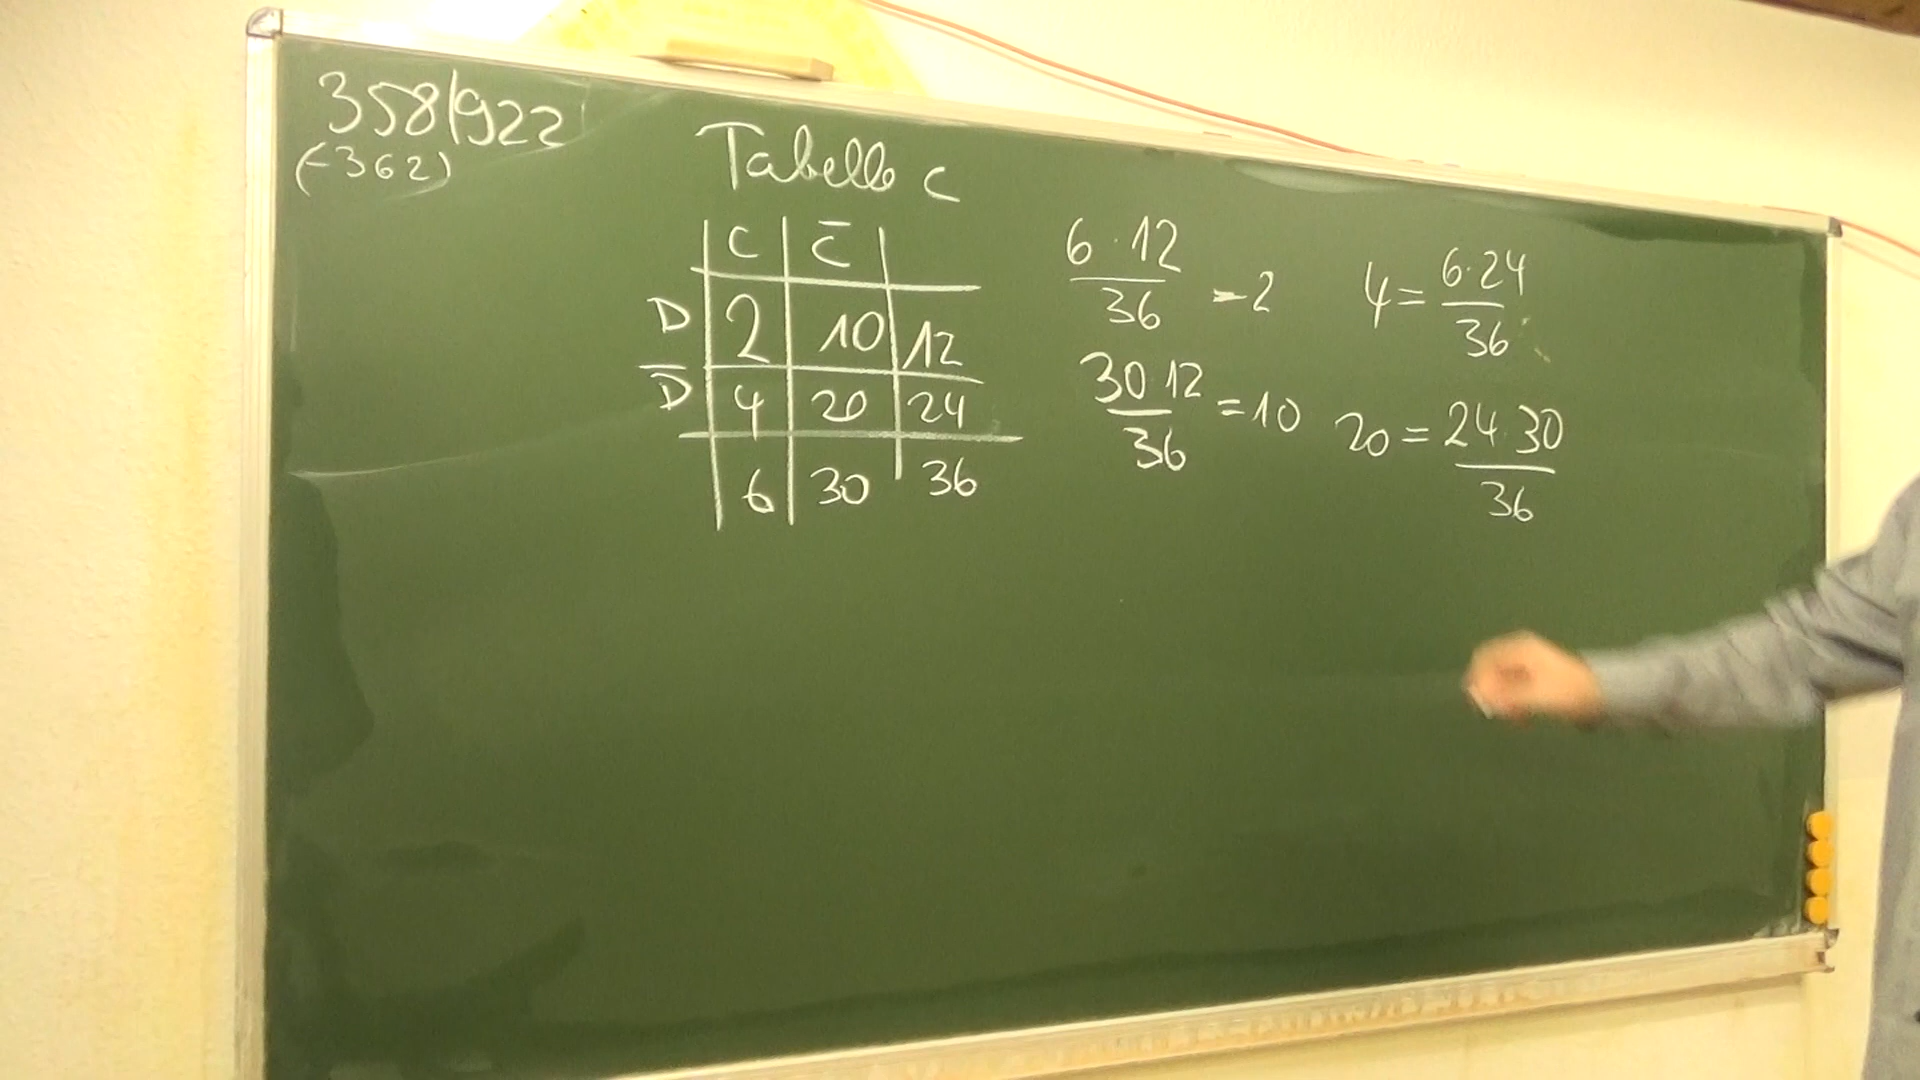 358/922
(-362)
Tabelle C
C C̅
D 2 10 12
D̅ 4 20 24
6 30 36
6·12/36 = 2
4 = 6·24/36
30·12/36 = 10
20 = 24·30/36